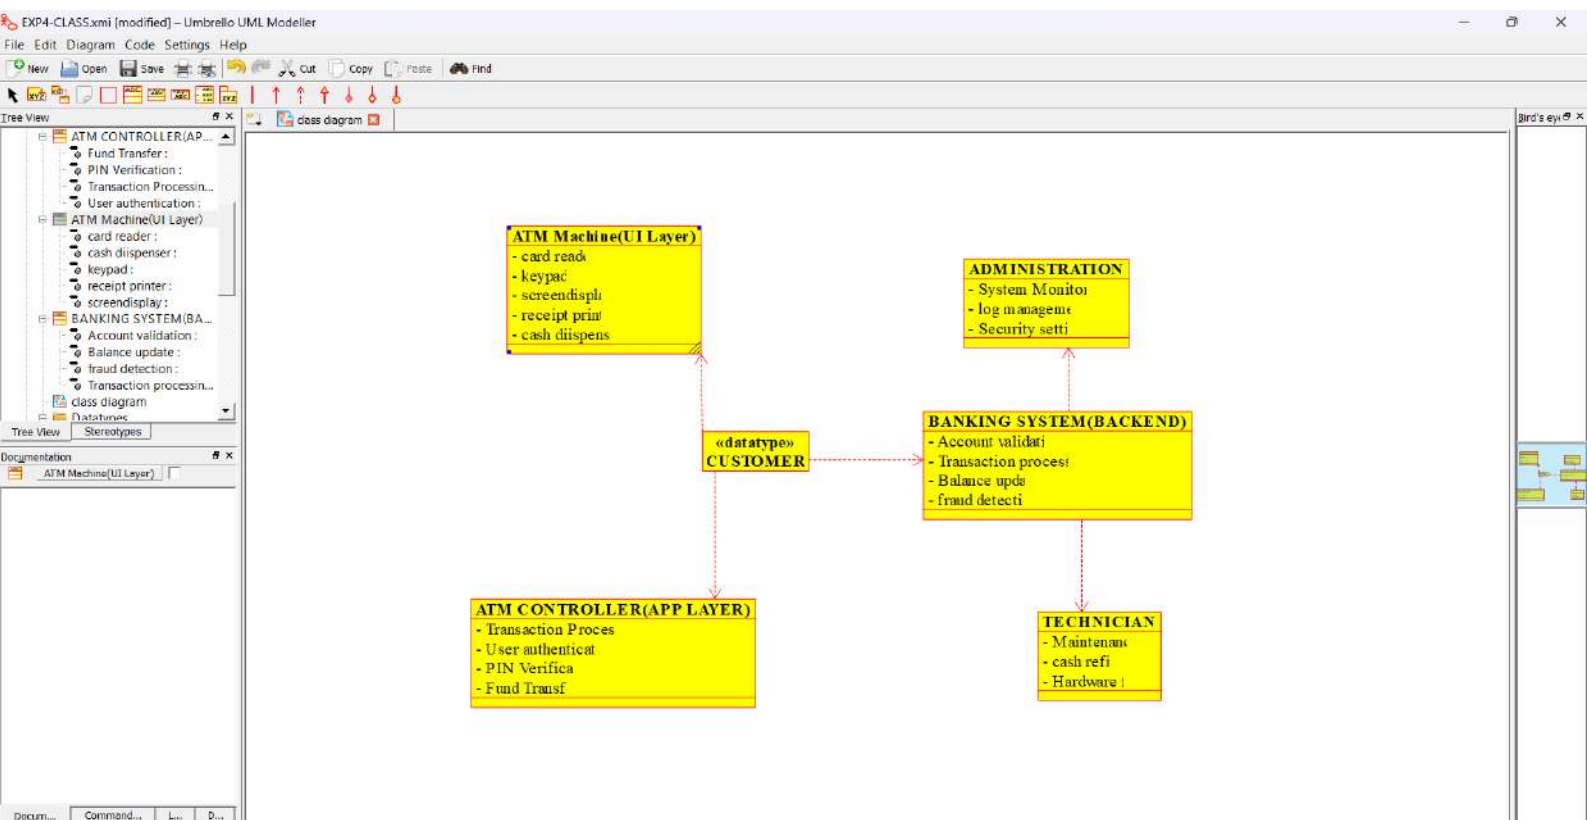 EXP4-CLASS.xmi [modified] – Umbrello UML Modeller
File Edit Diagram Code Settings Help
New Open Save Cut Copy Paste Find
Tree View
class diagram
Bird's ey
ATM CONTROLLER(AP...
Fund Transfer :
PIN Verification :
Transaction Processin...
User authentication :
ATM Machine(UI Layer)
card reader :
cash diispenser :
keypad :
receipt printer :
screendisplay :
BANKING SYSTEM(BA...
Account validation :
Balance update :
fraud detection :
Transaction processin...
class diagram
Datatypes
Tree View Stereotypes
Documentation
ATM Machine(UI Layer)
Docum... Command... L... D...
ATM Machine(UI Layer)
- card read
- keypad
- screendispl
- receipt print
- cash diispens
ADMINISTRATION
- System Monitor
- log manageme
- Security setti
«datatype»
CUSTOMER
BANKING SYSTEM(BACKEND)
- Account validati
- Transaction process
- Balance upda
- fraud detecti
ATM CONTROLLER(APP LAYER)
- Transaction Proces
- User authenticat
- PIN Verifica
- Fund Transf
TECHNICIAN
- Maintenanc
- cash refi
- Hardware